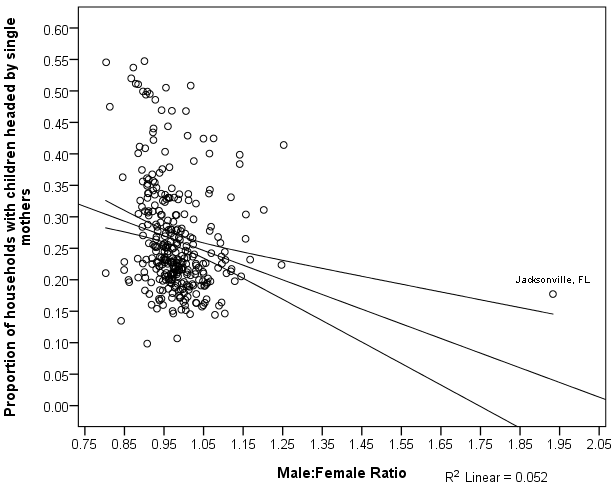 Proportion of households with children headed by single
mothers
0.60
0.55
0.50
0.45
0.40
0.35
0.30
0.25
0.20
0.15
0.10
0.05
0.00
Jacksonville, FL
0.75 0.85 0.95 1.05 1.15 1.25 1.35 1.45 1.55 1.65 1.75 1.85 1.95 2.05
Male:Female Ratio
R² Linear = 0.052